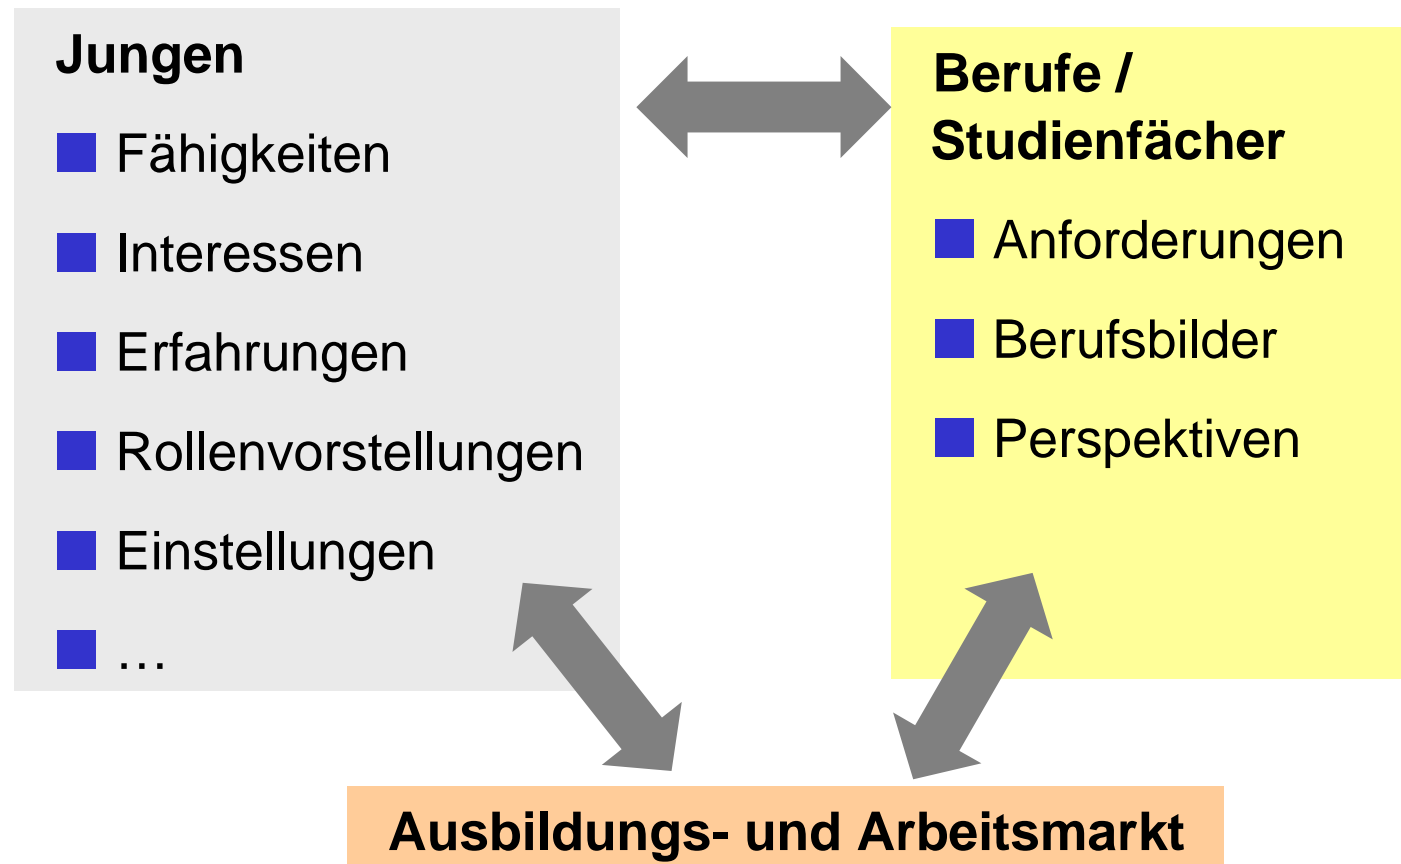 Jungen
Fähigkeiten
Interessen
Erfahrungen
Rollenvorstellungen
Einstellungen
…
Berufe /
Studienfächer
Anforderungen
Berufsbilder
Perspektiven
Ausbildungs- und Arbeitsmarkt